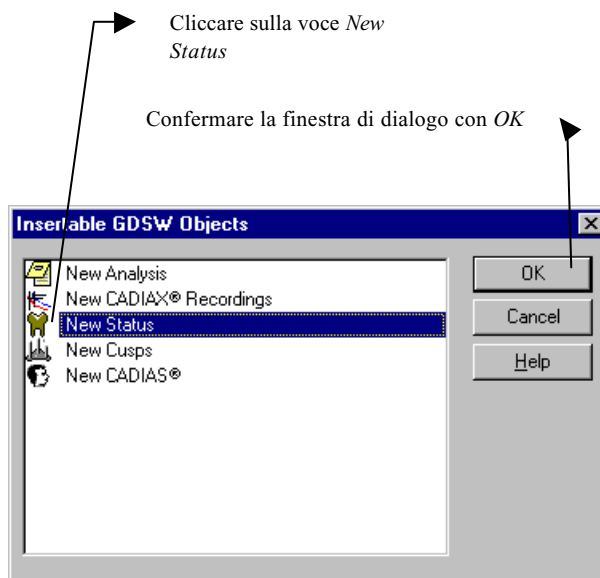 Cliccare sulla voce New
Status
Confermare la finestra di dialogo con OK
Insertable GDSW Objects
New Analysis
New CADIAX® Recordings
New Status
New Cusps
New CADIAS®
OK
Cancel
Help